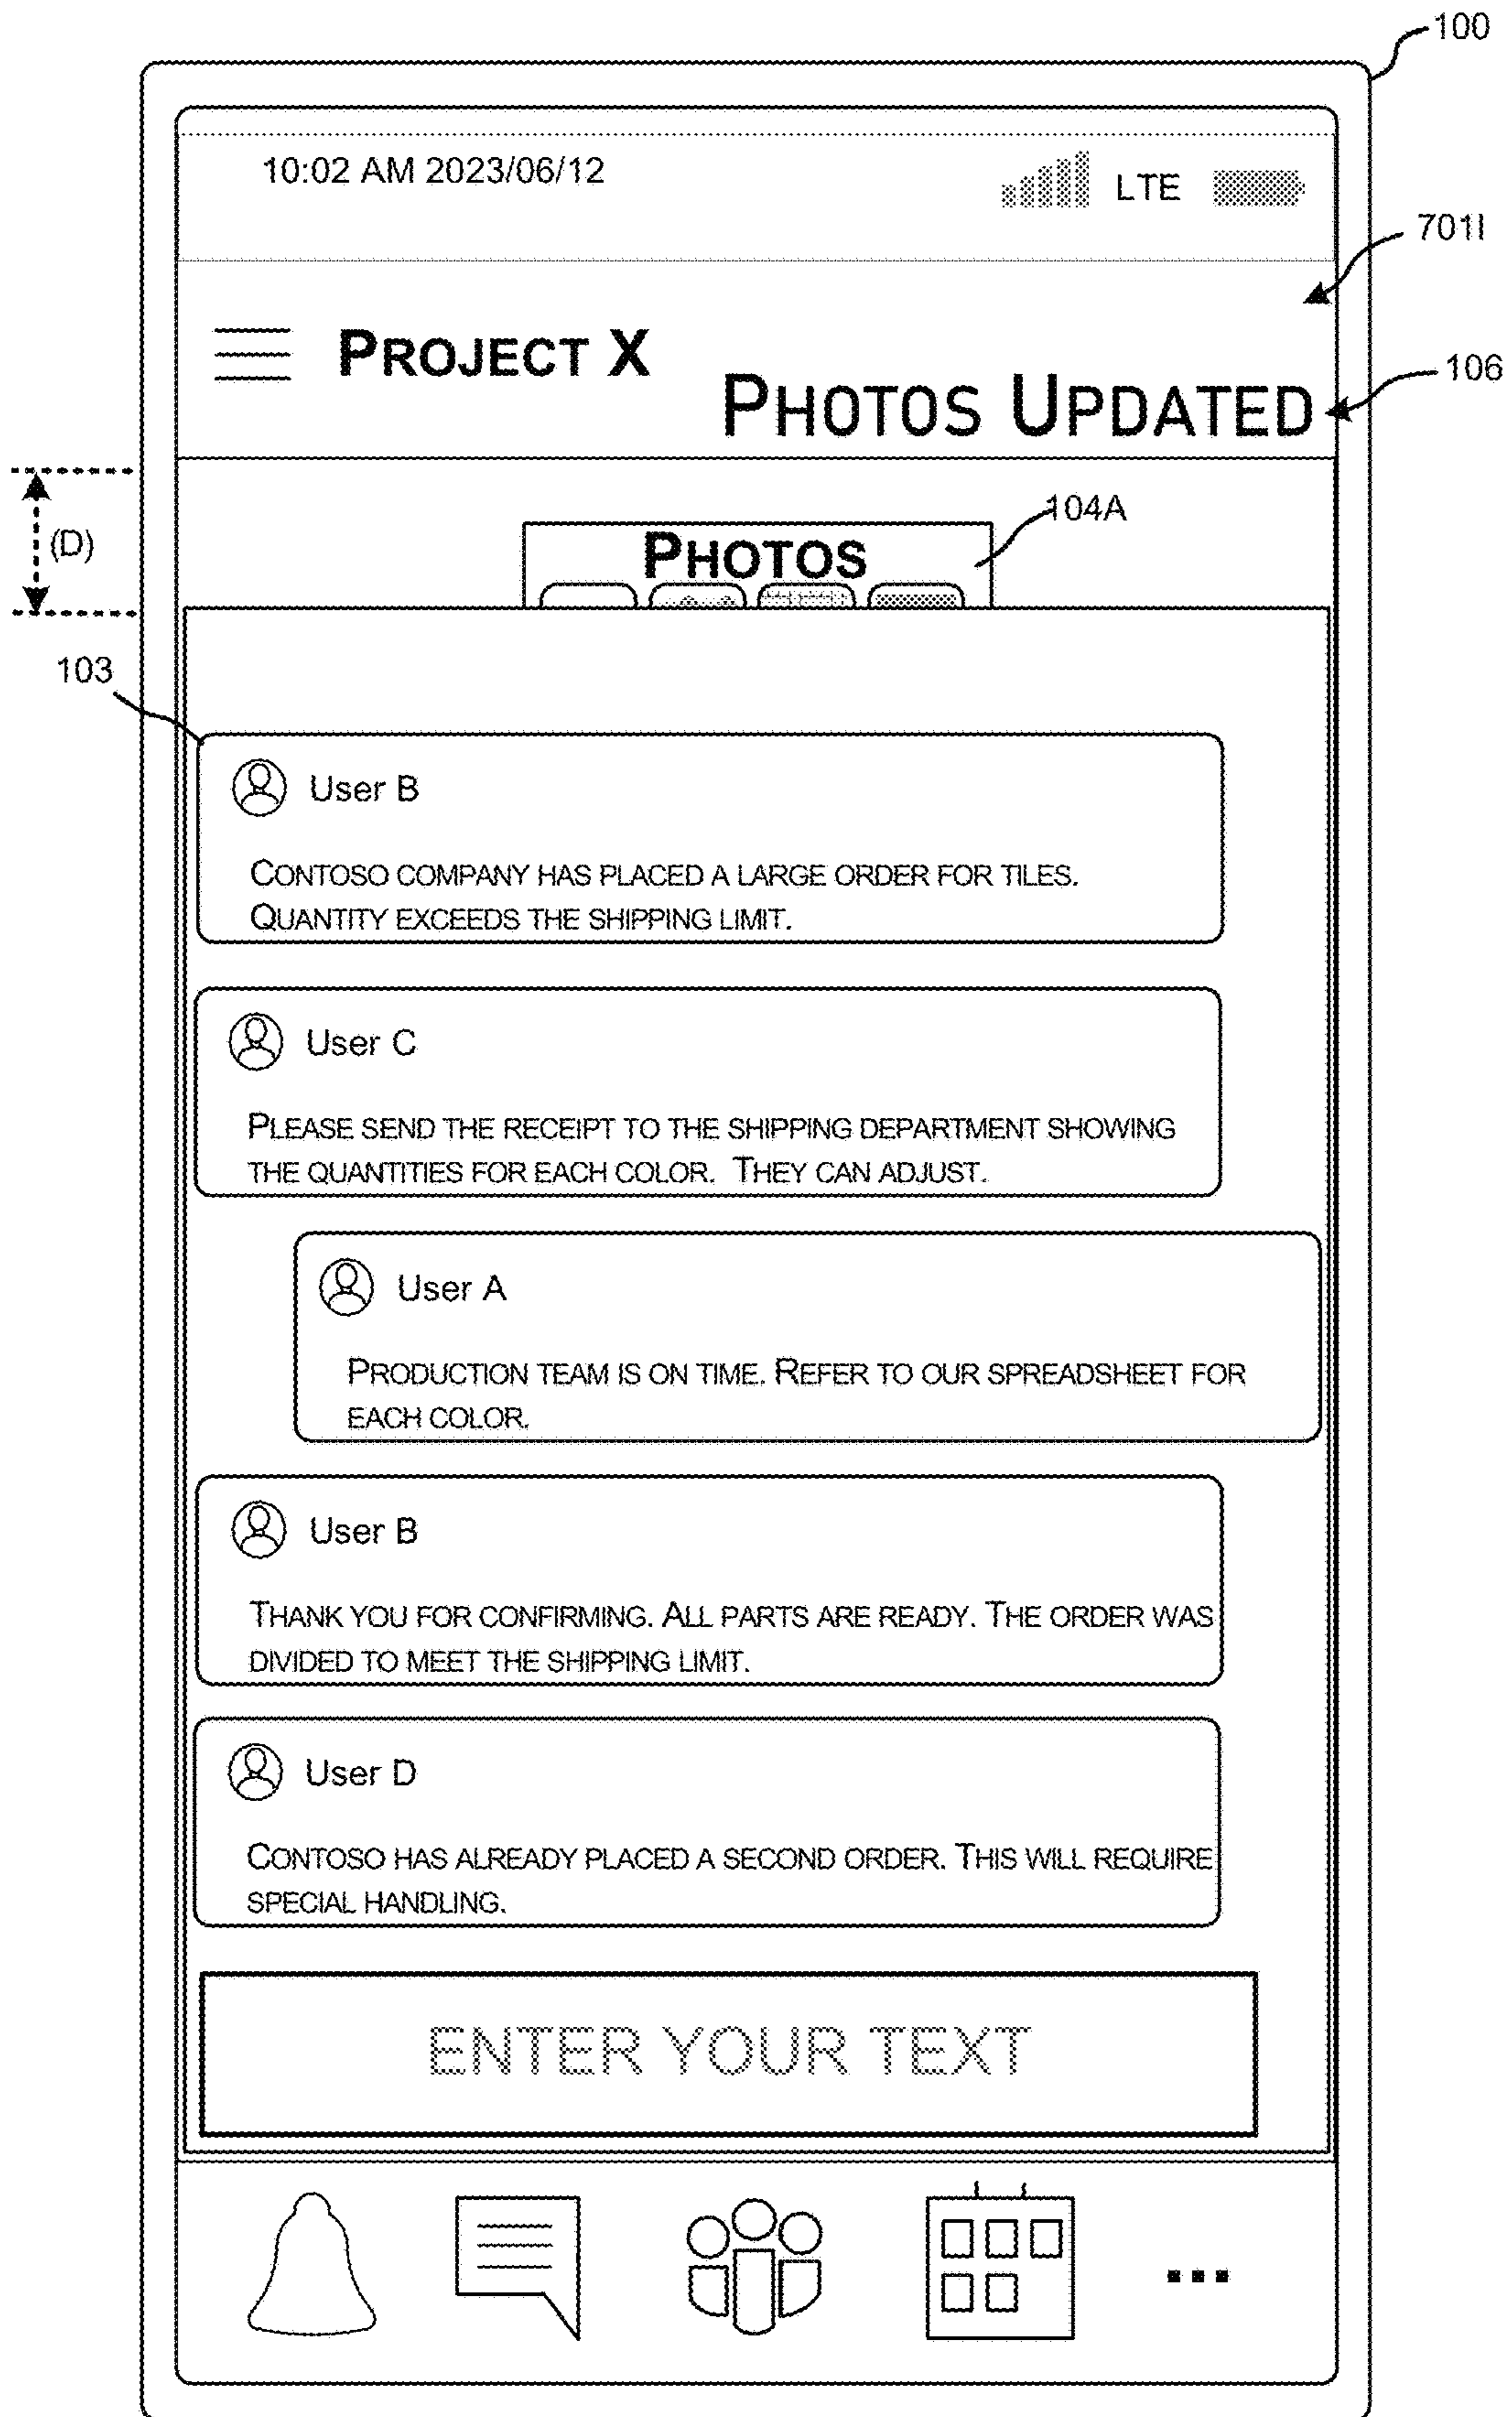 100
10:02 AM 2023/06/12
LTE
701I
PROJECT X
PHOTOS UPDATED
106
(D)
104A
PHOTOS
103
User B
CONTOSO COMPANY HAS PLACED A LARGE ORDER FOR TILES.
QUANTITY EXCEEDS THE SHIPPING LIMIT.
User C
PLEASE SEND THE RECEIPT TO THE SHIPPING DEPARTMENT SHOWING
THE QUANTITIES FOR EACH COLOR. THEY CAN ADJUST.
User A
PRODUCTION TEAM IS ON TIME. REFER TO OUR SPREADSHEET FOR
EACH COLOR.
User B
THANK YOU FOR CONFIRMING. ALL PARTS ARE READY. THE ORDER WAS
DIVIDED TO MEET THE SHIPPING LIMIT.
User D
CONTOSO HAS ALREADY PLACED A SECOND ORDER. THIS WILL REQUIRE
SPECIAL HANDLING.
ENTER YOUR TEXT